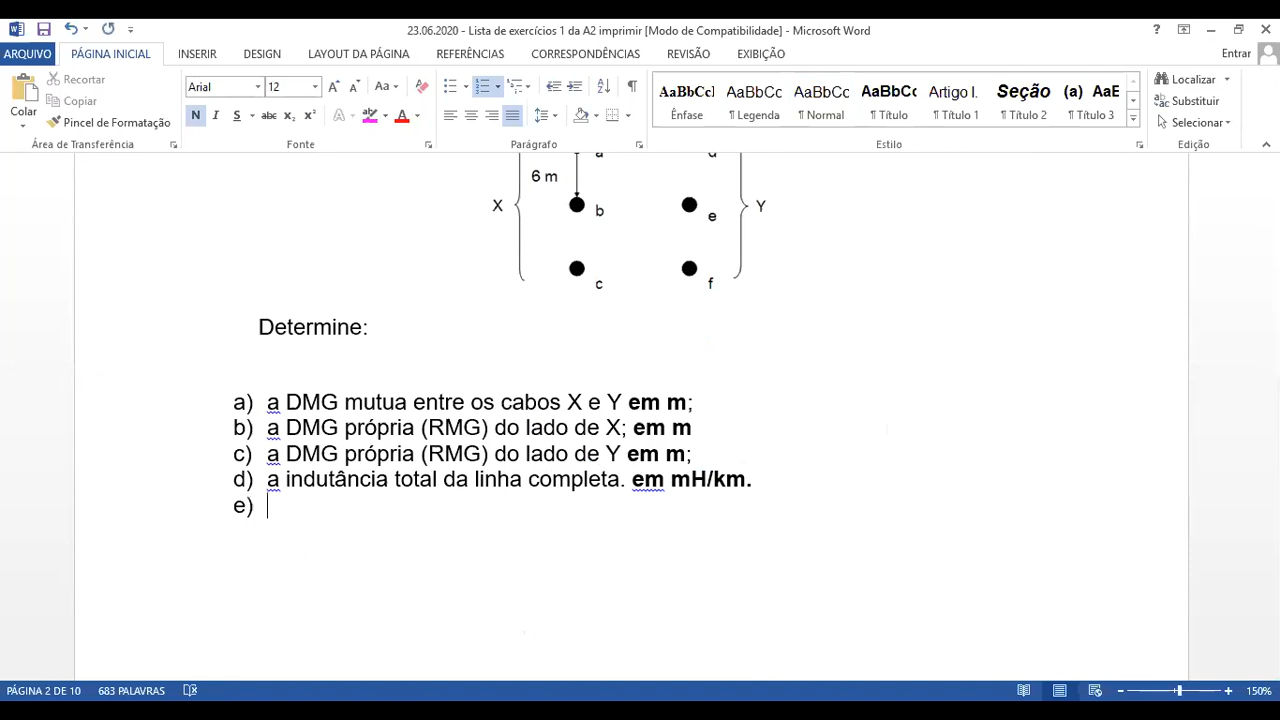 23.06.2020 - Lista de exercícios 1 da A2 imprimir [Modo de Compatibilidade] - Microsoft Word
ARQUIVO PÁGINA INICIAL INSERIR DESIGN LAYOUT DA PÁGINA REFERÊNCIAS CORRESPONDÊNCIAS REVISÃO EXIBIÇÃO Entrar
Colar
Recortar
Copiar
Pincel de Formatação
Área de Transferência
Arial 12
N I S abc x₂ x²
Fonte
Parágrafo
AaBbCcI AaBbCc AaBbCc AaBbCc Artigo I. Seção (a) AaE
Ênfase ¶ Legenda ¶ Normal ¶ Título ¶ Título 1 ¶ Título 2 ¶ Título 3
Estilo
Localizar
Substituir
Selecionar
Edição
a d
6 m
X b e Y
c f
Determine:
a) a DMG mutua entre os cabos X e Y em m;
b) a DMG própria (RMG) do lado de X; em m
c) a DMG própria (RMG) do lado de Y em m;
d) a indutância total da linha completa. em mH/km.
e)
PÁGINA 2 DE 10 683 PALAVRAS 150%